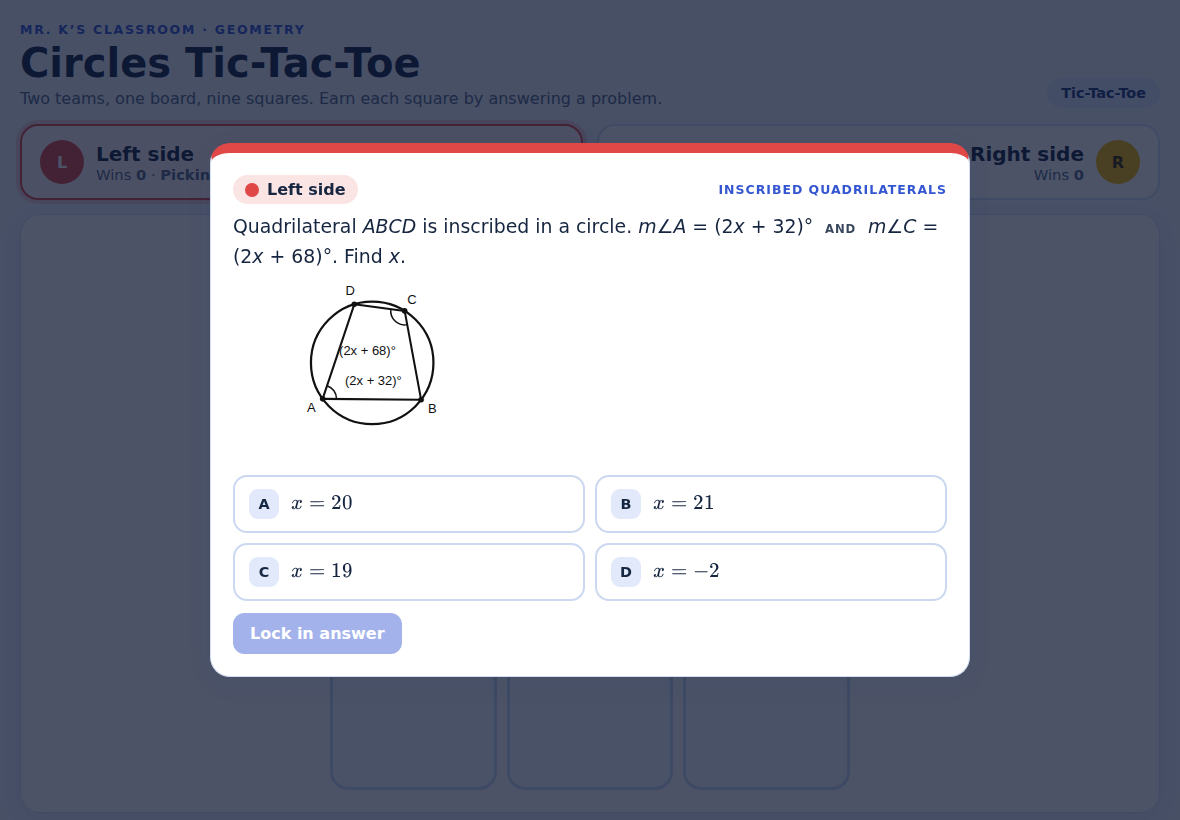 MR. K’S CLASSROOM · GEOMETRY
Circles Tic-Tac-Toe
Two teams, one board, nine squares. Earn each square by answering a problem.
Tic-Tac-Toe
L
Left side
Wins 0 · Pickin
Right side
Wins 0
R
Left side
INSCRIBED QUADRILATERALS
Quadrilateral ABCD is inscribed in a circle. m∠A = (2x + 32)° AND m∠C =
(2x + 68)°. Find x.
D
C
(2x + 68)°
(2x + 32)°
A
B
A x = 20
B x = 21
C x = 19
D x = −2
Lock in answer